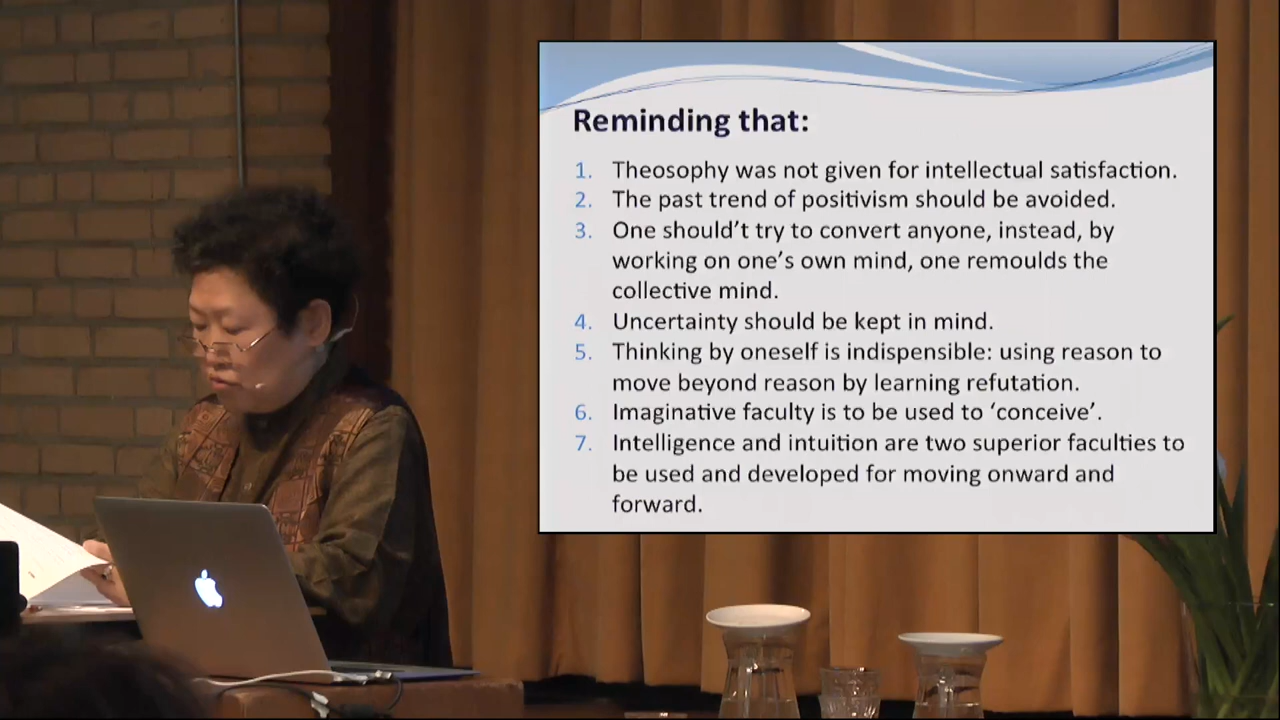 Reminding that:
1. Theosophy was not given for intellectual satisfaction.
2. The past trend of positivism should be avoided.
3. One should't try to convert anyone, instead, by
working on one's own mind, one remoulds the
collective mind.
4. Uncertainty should be kept in mind.
5. Thinking by oneself is indispensible: using reason to
move beyond reason by learning refutation.
6. Imaginative faculty is to be used to ‘conceive’.
7. Intelligence and intuition are two superior faculties to
be used and developed for moving onward and
forward.